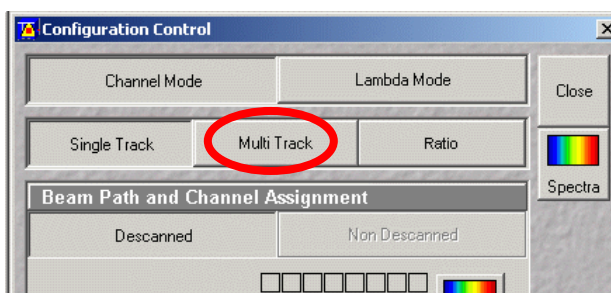 Configuration Control
Channel Mode Lambda Mode
Close
Single Track Multi Track Ratio
Spectra
Beam Path and Channel Assignment
Descanned Non Descanned